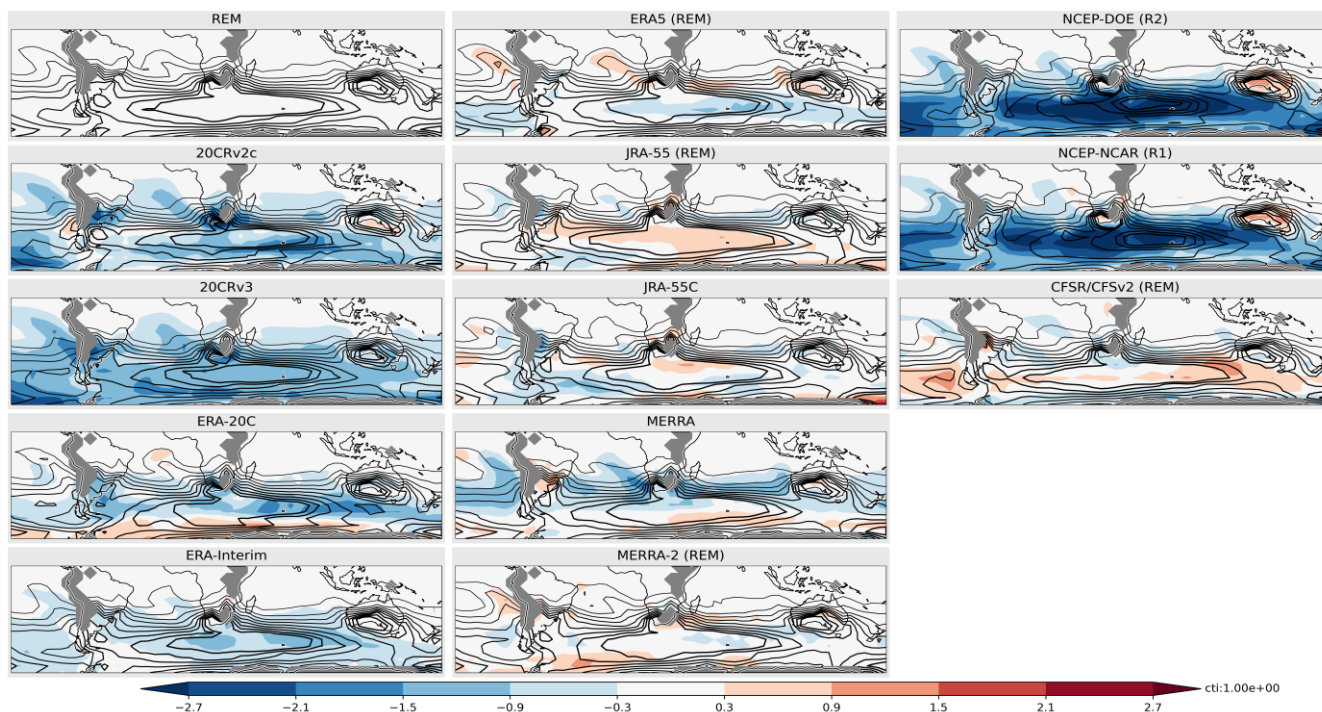 REM
ERA5 (REM)
NCEP-DOE (R2)
20CRv2c
JRA-55 (REM)
NCEP-NCAR (R1)
20CRv3
JRA-55C
CFSR/CFSv2 (REM)
ERA-20C
MERRA
ERA-Interim
MERRA-2 (REM)
cti:1.00e+00
−2.7 −2.1 −1.5 −0.9 −0.3 0.3 0.9 1.5 2.1 2.7